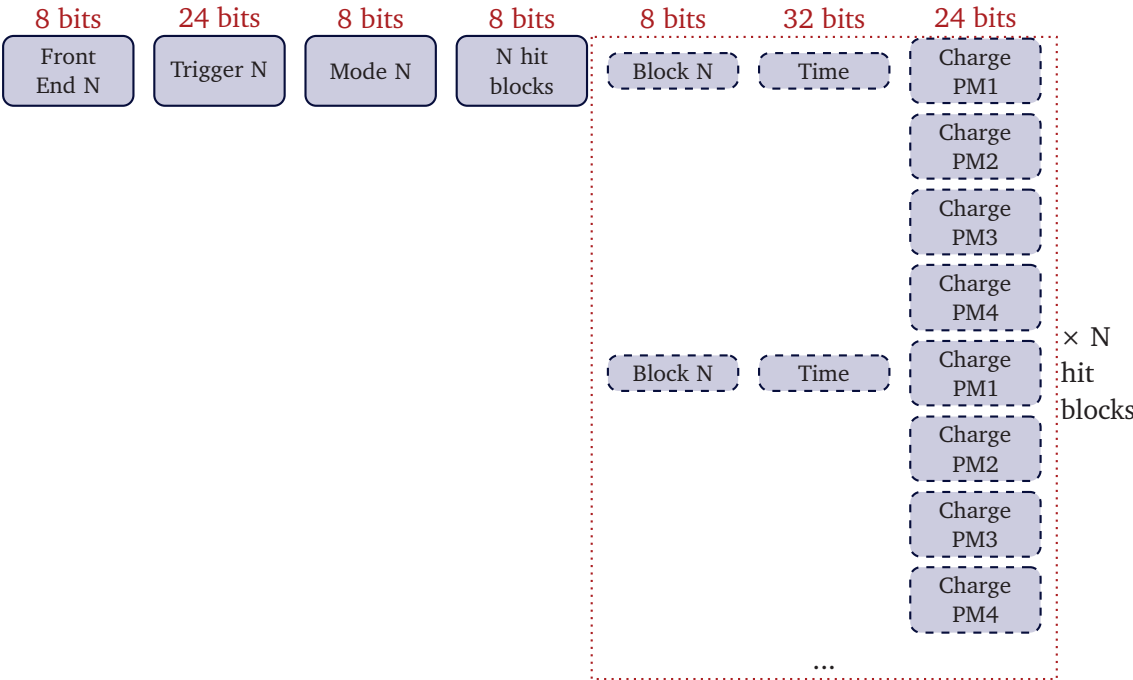 8 bits 24 bits 8 bits 8 bits 8 bits 32 bits 24 bits
Front
End N
Trigger N
Mode N
N hit
blocks
Block N
Time
Charge
PM1
Charge
PM2
Charge
PM3
Charge
PM4
Block N
Time
Charge
PM1
Charge
PM2
Charge
PM3
Charge
PM4
...
× N
hit
blocks